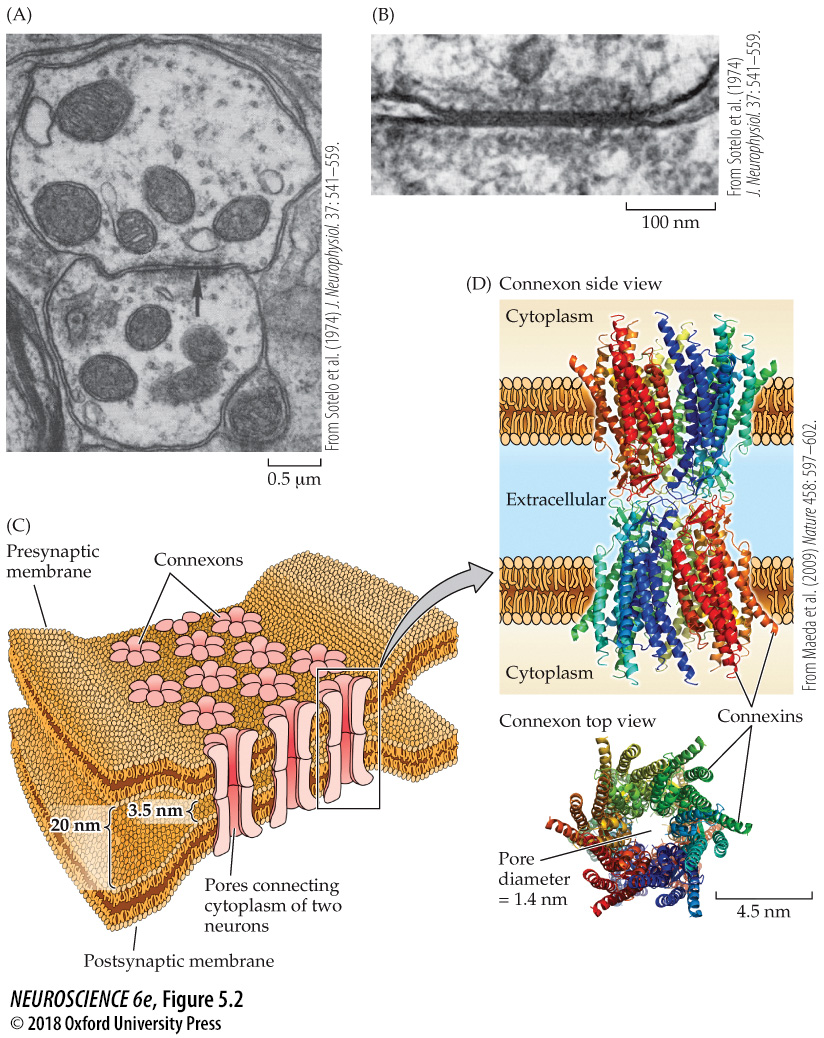 (A)
From Sotelo et al. (1974) J. Neurophysiol. 37: 541–559.
0.5 μm
(B)
From Sotelo et al. (1974)
J. Neurophysiol. 37: 541–559.
100 nm
(C)
Presynaptic
membrane
Connexons
20 nm
3.5 nm
Pores connecting
cytoplasm of two
neurons
Postsynaptic membrane
(D) Connexon side view
Cytoplasm
Extracellular
Cytoplasm
From Maeda et al. (2009) Nature 458: 597–602.
Connexins
Connexon top view
Pore
diameter
= 1.4 nm
4.5 nm
NEUROSCIENCE 6e, Figure 5.2
© 2018 Oxford University Press